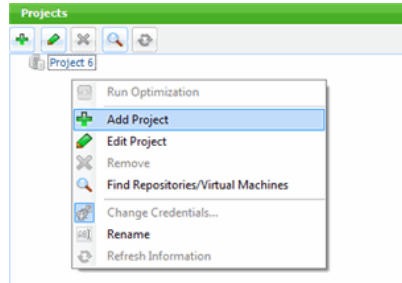 Projects
Project 6
Run Optimization
Add Project
Edit Project
Remove
Find Repositories/Virtual Machines
Change Credentials...
Rename
Refresh Information